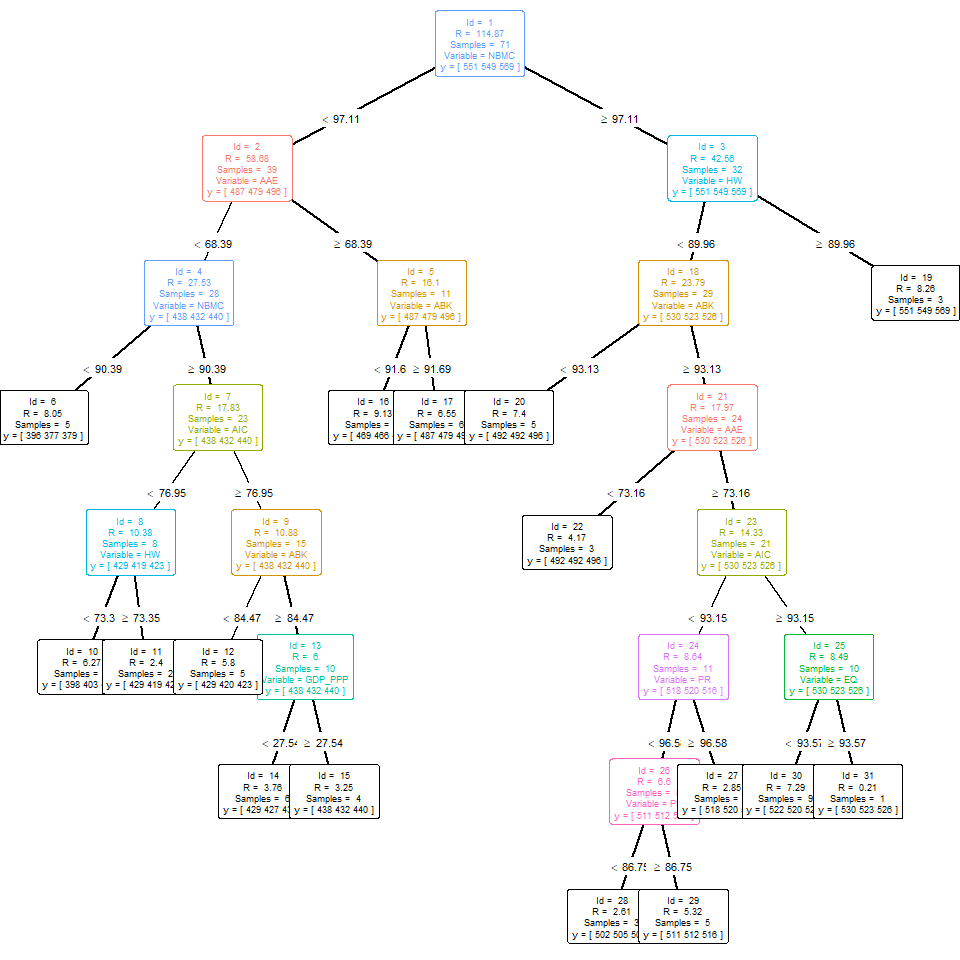 Id = 1
R = 114.87
Samples = 71
Variable = NBMC
y = [ 551 549 569 ]
< 97.11
≥ 97.11
Id = 2
R = 58.68
Samples = 39
Variable = AAE
y = [ 487 479 496 ]
Id = 3
R = 42.56
Samples = 32
Variable = HW
y = [ 551 549 569 ]
< 68.39
≥ 68.39
< 89.96
≥ 89.96
Id = 4
R = 27.53
Samples = 28
Variable = NBMC
y = [ 438 432 440 ]
Id = 5
R = 16.1
Samples = 11
Variable = ABK
y = [ 487 479 496 ]
Id = 18
R = 23.79
Samples = 29
Variable = ABK
y = [ 530 523 526 ]
Id = 19
R = 8.26
Samples = 3
y = [ 551 549 569 ]
< 90.39
≥ 90.39
< 91.6
≥ 91.69
< 93.13
≥ 93.13
Id = 6
R = 8.05
Samples = 5
y = [ 396 377 379 ]
Id = 7
R = 17.83
Samples = 23
Variable = AIC
y = [ 438 432 440 ]
Id = 16
R = 9.13
Samples =
y = [ 469 466
Id = 17
R = 6.55
Samples = 6
y = [ 487 479 49
Id = 20
R = 7.4
Samples = 5
y = [ 492 492 496 ]
Id = 21
R = 17.97
Samples = 24
Variable = AAE
y = [ 530 523 526 ]
< 76.95
≥ 76.95
< 73.16
≥ 73.16
Id = 8
R = 10.38
Samples = 8
Variable = HW
y = [ 429 419 423 ]
Id = 9
R = 10.88
Samples = 15
Variable = ABK
y = [ 438 432 440 ]
Id = 22
R = 4.17
Samples = 3
y = [ 492 492 496 ]
Id = 23
R = 14.33
Samples = 21
Variable = AIC
y = [ 530 523 526 ]
< 73.3
≥ 73.35
< 84.47
≥ 84.47
< 93.15
≥ 93.15
Id = 10
R = 6.27
Samples =
y = [ 398 403
Id = 11
R = 2.4
Samples = 2
y = [ 429 419 42
Id = 12
R = 5.8
Samples = 5
y = [ 429 420 423 ]
Id = 13
R = 6
Samples = 10
Variable = GDP_PPP
y = [ 438 432 440 ]
Id = 24
R = 8.64
Samples = 11
Variable = PR
y = [ 518 520 516 ]
Id = 25
R = 8.49
Samples = 10
Variable = EQ
y = [ 530 523 526 ]
< 27.54
≥ 27.54
< 96.5
≥ 96.58
< 93.57
≥ 93.57
Id = 14
R = 3.76
Samples = 6
y = [ 429 427 4
Id = 15
R = 3.25
Samples = 4
y = [ 438 432 440 ]
Id = 26
R = 6.6
Samples =
Variable = P
y = [ 511 512 5
Id = 27
R = 2.85
Samples =
y = [ 518 520
Id = 30
R = 7.29
Samples = 9
y = [ 522 520 52
Id = 31
R = 0.21
Samples = 1
y = [ 530 523 526 ]
< 86.75
≥ 86.75
Id = 28
R = 2.61
Samples = 3
y = [ 502 505 50
Id = 29
R = 5.32
Samples = 5
y = [ 511 512 516 ]